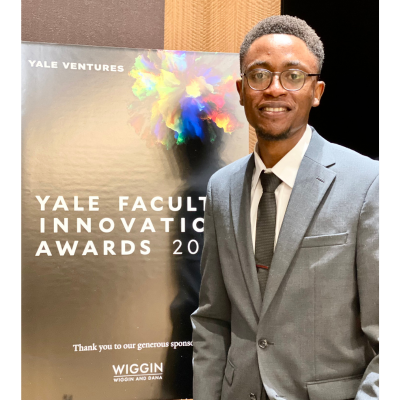 YALE VENTURES
YALE FACULT
INNOVATIO
AWARDS 20
Thank you to our generous sponso
WIGGIN
WIGGIN AND DANA